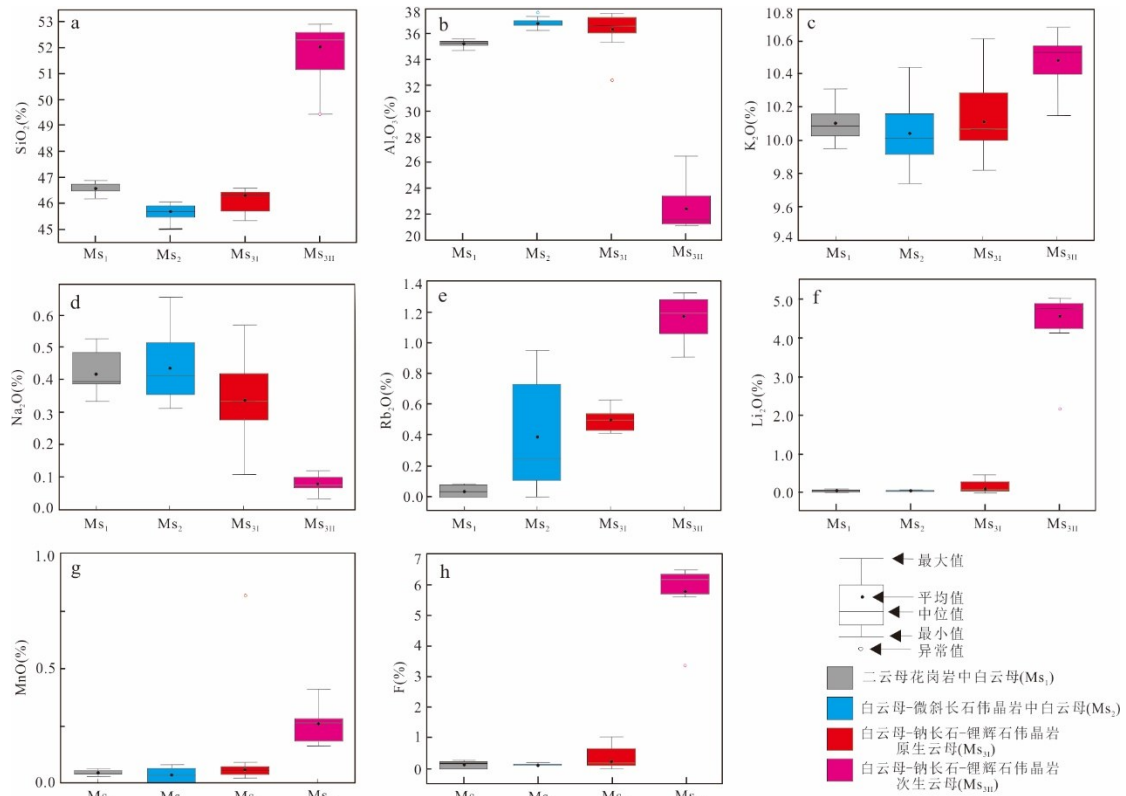 a
SiO₂(%)
53
52
51
50
49
48
47
46
45
Ms₁
Ms₂
Ms₃I
Ms₃II
b
Al₂O₃(%)
38
36
34
32
30
28
26
24
22
20
Ms₁
Ms₂
Ms₃I
Ms₃II
c
K₂O(%)
10.8
10.6
10.4
10.2
10.0
9.8
9.6
9.4
Ms₁
Ms₂
Ms₃I
Ms₃II
d
Na₂O(%)
0.6
0.5
0.4
0.3
0.2
0.1
0.0
Ms₁
Ms₂
Ms₃I
Ms₃II
e
Rb₂O(%)
1.4
1.2
1.0
0.8
0.6
0.4
0.2
0.0
Ms₁
Ms₂
Ms₃I
Ms₃II
f
Li₂O(%)
5.0
4.0
3.0
2.0
1.0
0.0
Ms₁
Ms₂
Ms₃I
Ms₃II
g
MnO(%)
1.0
0.5
0.0
h
F(%)
7
6
5
4
3
2
1
0
最大值
平均值
中位值
最小值
异常值
二云母花岗岩中白云母(Ms₁)
白云母-微斜长石伟晶岩中白云母(Ms₂)
白云母-钠长石-锂辉石伟晶岩
原生云母(Ms₃I)
白云母-钠长石-锂辉石伟晶岩
次生云母(Ms₃II)